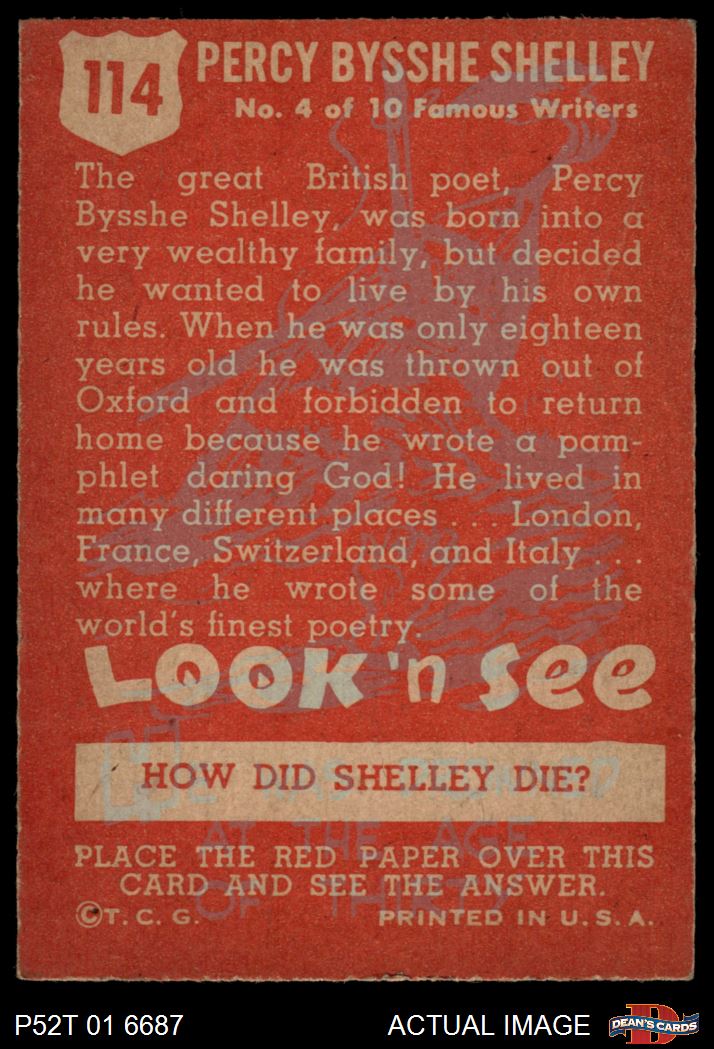 114
PERCY BYSSHE SHELLEY
No. 4 of 10 Famous Writers
The great British poet, Percy
Bysshe Shelley, was born into a
very wealthy family, but decided
he wanted to live by his own
rules. When he was only eighteen
years old he was thrown out of
Oxford and forbidden to return
home because he wrote a pam-
phlet daring God! He lived in
many different places . . . London,
France, Switzerland, and Italy . . .
where he wrote some of the
world's finest poetry.
LOOK 'n SEE
HOW DID SHELLEY DIE?
HE WAS DROWNED
AT THE AGE
OF THIRTY
PLACE THE RED PAPER OVER THIS
CARD AND SEE THE ANSWER.
©T. C. G. PRINTED IN U. S. A.
P52T 01 6687 ACTUAL IMAGE DEAN'S CARDS